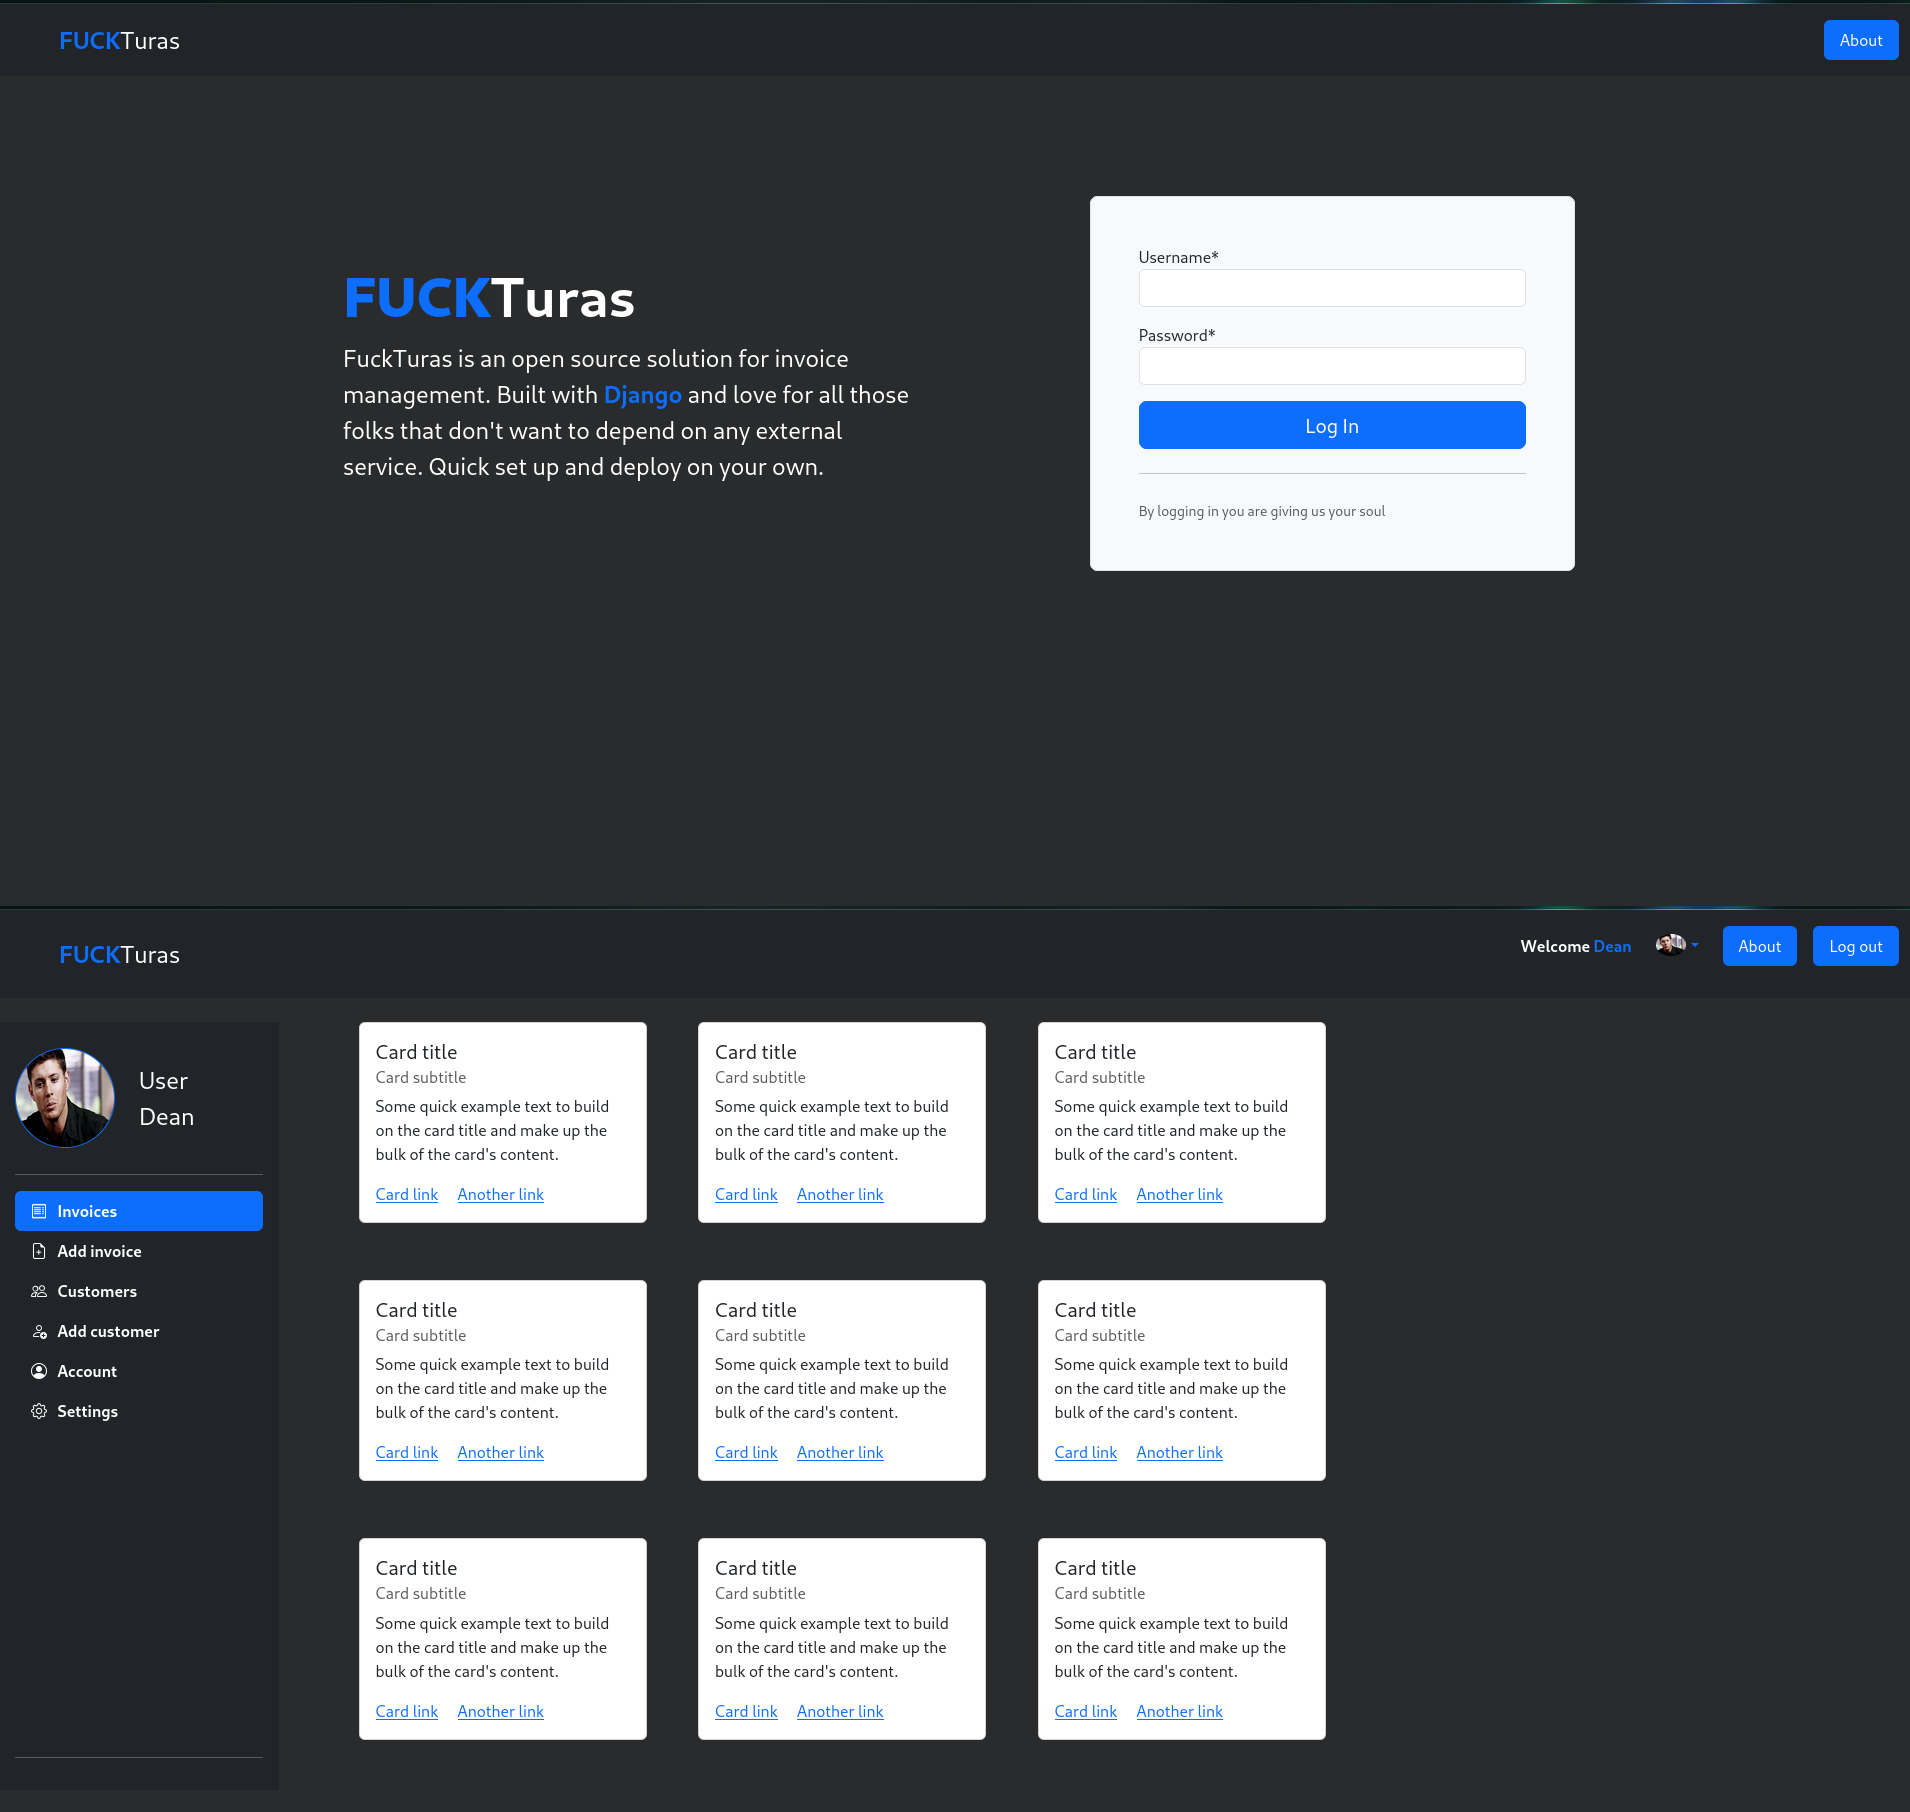 FUCKTuras
About
FUCKTuras
FuckTuras is an open source solution for invoice
management. Built with Django and love for all those
folks that don't want to depend on any external
service. Quick set up and deploy on your own.
Username*
Password*
Log In
By logging in you are giving us your soul
FUCKTuras
Welcome Dean
About
Log out
User
Dean
Invoices
Add invoice
Customers
Add customer
Account
Settings
Card title
Card subtitle
Some quick example text to build
on the card title and make up the
bulk of the card's content.
Card link Another link
Card title
Card subtitle
Some quick example text to build
on the card title and make up the
bulk of the card's content.
Card link Another link
Card title
Card subtitle
Some quick example text to build
on the card title and make up the
bulk of the card's content.
Card link Another link
Card title
Card subtitle
Some quick example text to build
on the card title and make up the
bulk of the card's content.
Card link Another link
Card title
Card subtitle
Some quick example text to build
on the card title and make up the
bulk of the card's content.
Card link Another link
Card title
Card subtitle
Some quick example text to build
on the card title and make up the
bulk of the card's content.
Card link Another link
Card title
Card subtitle
Some quick example text to build
on the card title and make up the
bulk of the card's content.
Card link Another link
Card title
Card subtitle
Some quick example text to build
on the card title and make up the
bulk of the card's content.
Card link Another link
Card title
Card subtitle
Some quick example text to build
on the card title and make up the
bulk of the card's content.
Card link Another link